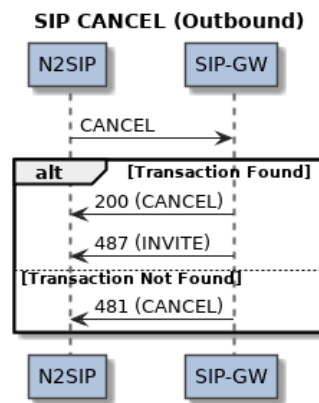 SIP CANCEL (Outbound)
N2SIP SIP-GW
CANCEL
alt [Transaction Found]
200 (CANCEL)
487 (INVITE)
[Transaction Not Found]
481 (CANCEL)
N2SIP SIP-GW